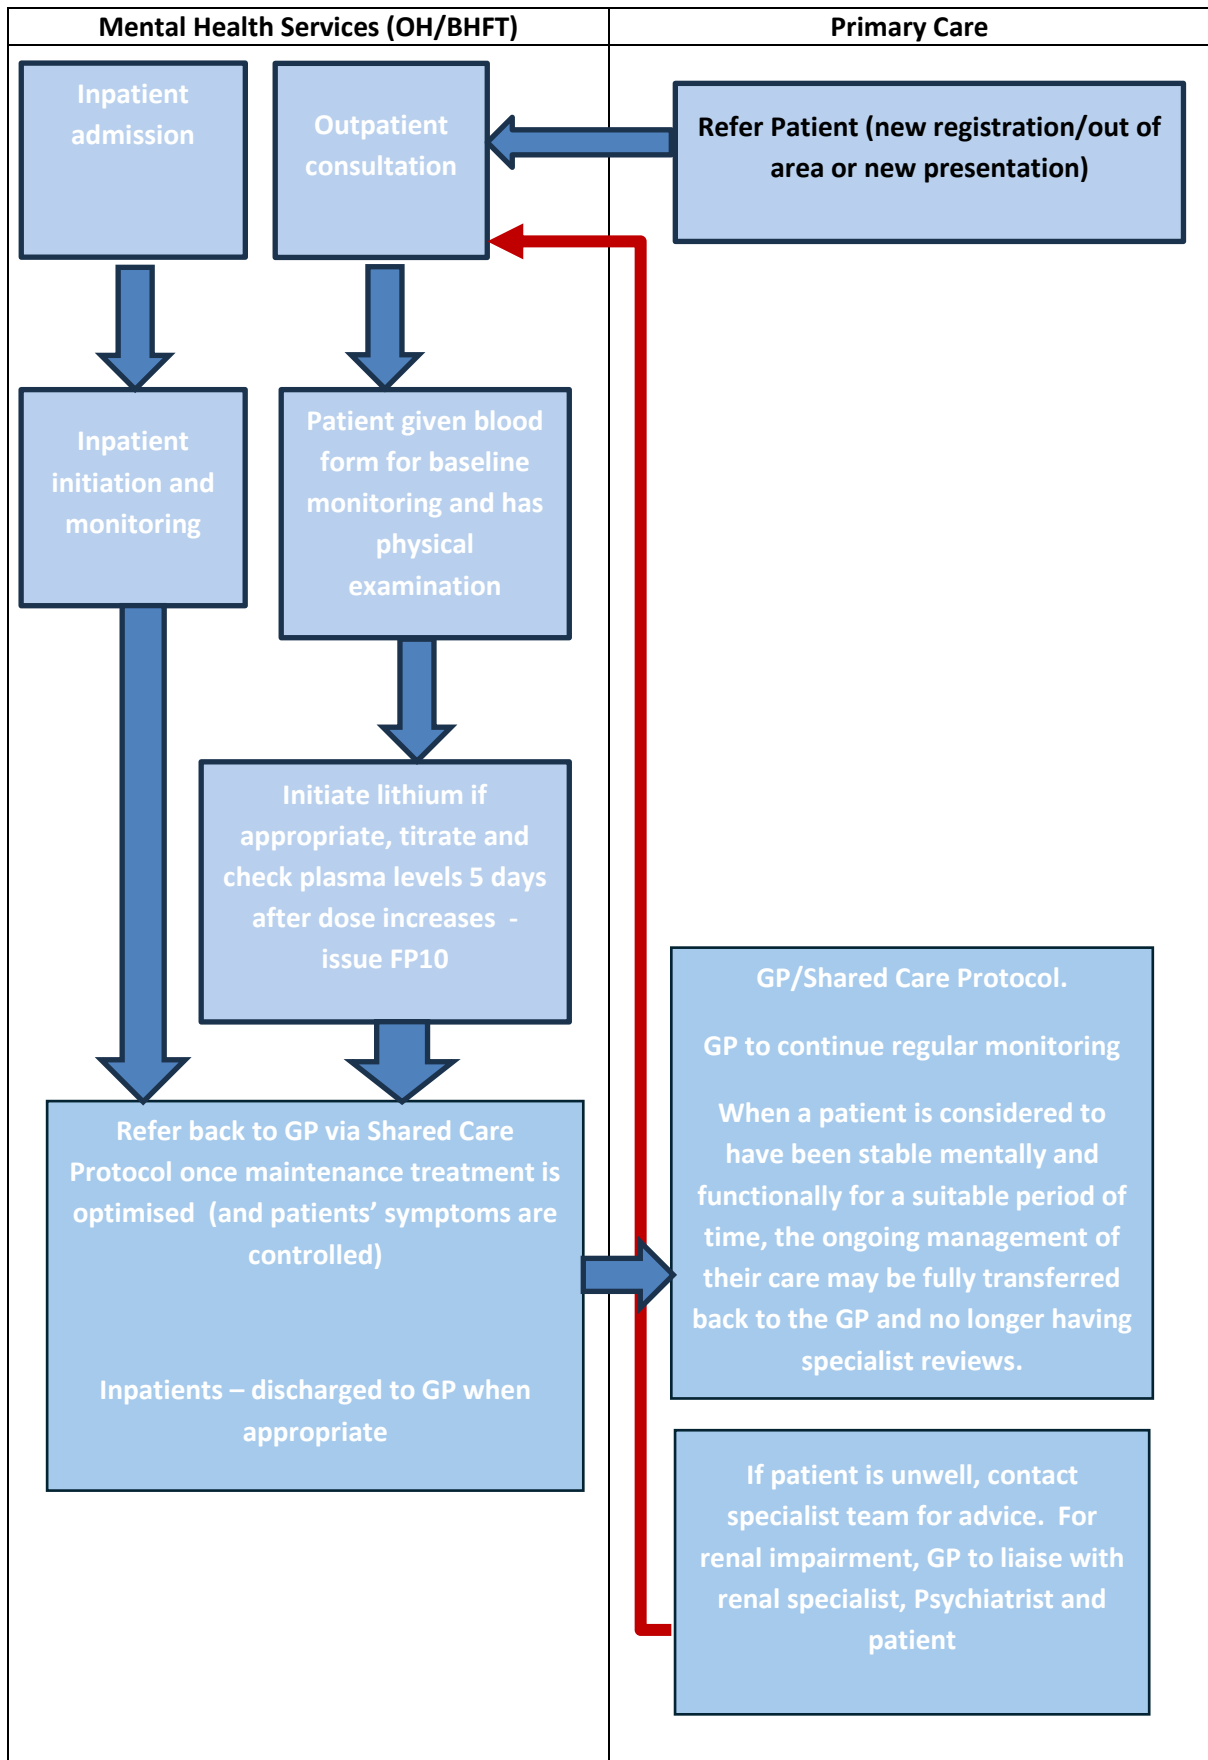 Mental Health Services (OH/BHFT)
Primary Care
Inpatient
admission
Outpatient
consultation
Refer Patient (new registration/out of
area or new presentation)
Inpatient
initiation and
monitoring
Patient given blood
form for baseline
monitoring and has
physical
examination
Initiate lithium if
appropriate, titrate and
check plasma levels 5 days
after dose increases  -
issue FP10
Refer back to GP via Shared Care
Protocol once maintenance treatment is
optimised  (and patients’ symptoms are
controlled)
Inpatients – discharged to GP when
appropriate
GP/Shared Care Protocol.
GP to continue regular monitoring
When a patient is considered to
have been stable mentally and
functionally for a suitable period of
time, the ongoing management of
their care may be fully transferred
back to the GP and no longer having
specialist reviews.
If patient is unwell, contact
specialist team for advice.  For
renal impairment, GP to liaise with
renal specialist, Psychiatrist and
patient